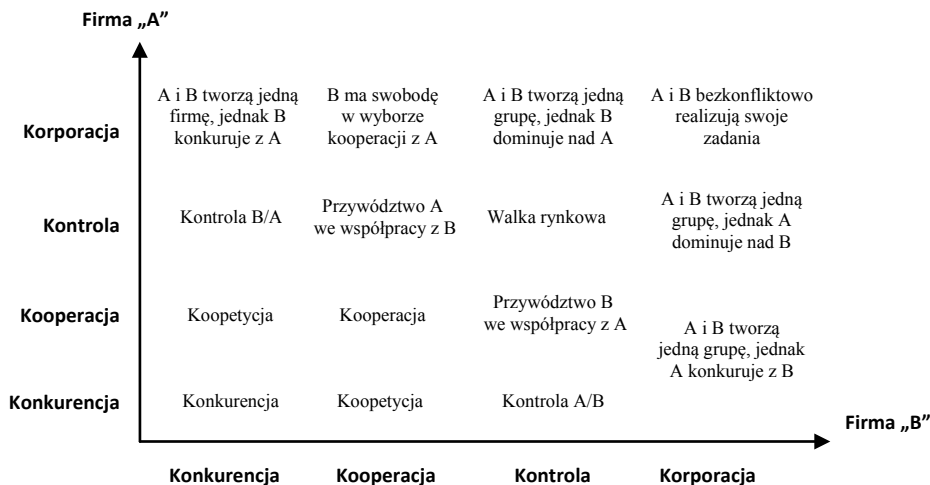 Firma „A”
Korporacja
A i B tworzą jedną
firmę, jednak B
konkuruje z A
B ma swobodę
w wyborze
kooperacji z A
A i B tworzą jedną
grupę, jednak B
dominuje nad A
A i B bezkonfliktowo
realizują swoje
zadania
Kontrola
Kontrola B/A
Przywództwo A
we współpracy z B
Walka rynkowa
A i B tworzą jedną
grupę, jednak A
dominuje nad B
Kooperacja
Koopetycja
Kooperacja
Przywództwo B
we współpracy z A
A i B tworzą
jedną grupę, jednak
A konkuruje z B
Konkurencja
Konkurencja
Koopetycja
Kontrola A/B
Firma „B”
Konkurencja
Kooperacja
Kontrola
Korporacja